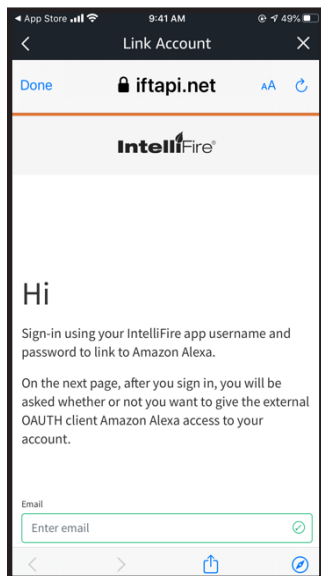 App Store 9:41 AM 49%
Link Account
Done iftapi.net AA
IntelliFire®
Hi
Sign-in using your IntelliFire app username and
password to link to Amazon Alexa.
On the next page, after you sign in, you will be
asked whether or not you want to give the external
OAUTH client Amazon Alexa access to your
account.
Email
Enter email